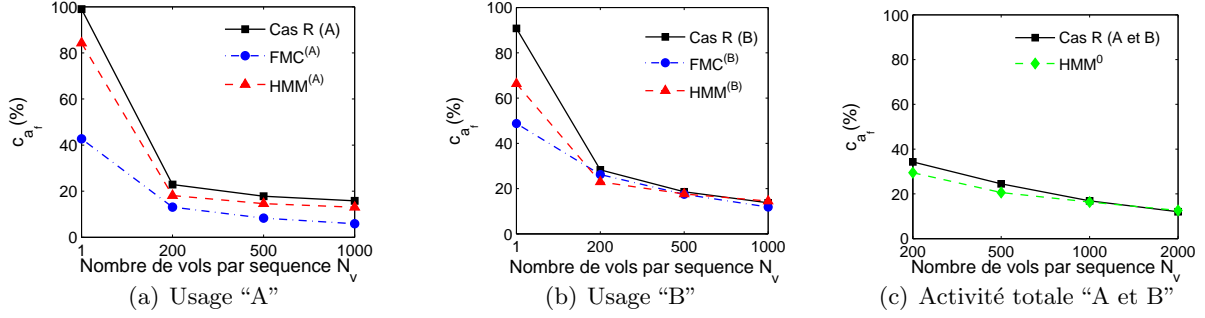 100
80
60
40
20
0
c_{a_f}(%)
Cas R (A)
FMC^{(A)}
HMM^{(A)}
1 200 500 1000
Nombre de vols par sequence N_v
(a) Usage “A”
100
80
60
40
20
0
c_{a_f}(%)
Cas R (B)
FMC^{(B)}
HMM^{(B)}
1 200 500 1000
Nombre de vols par sequence N_v
(b) Usage “B”
100
80
60
40
20
0
c_{a_f}(%)
Cas R (A et B)
HMM^0
200 500 1000 2000
Nombre de vols par sequence N_v
(c) Activité totale “A et B”